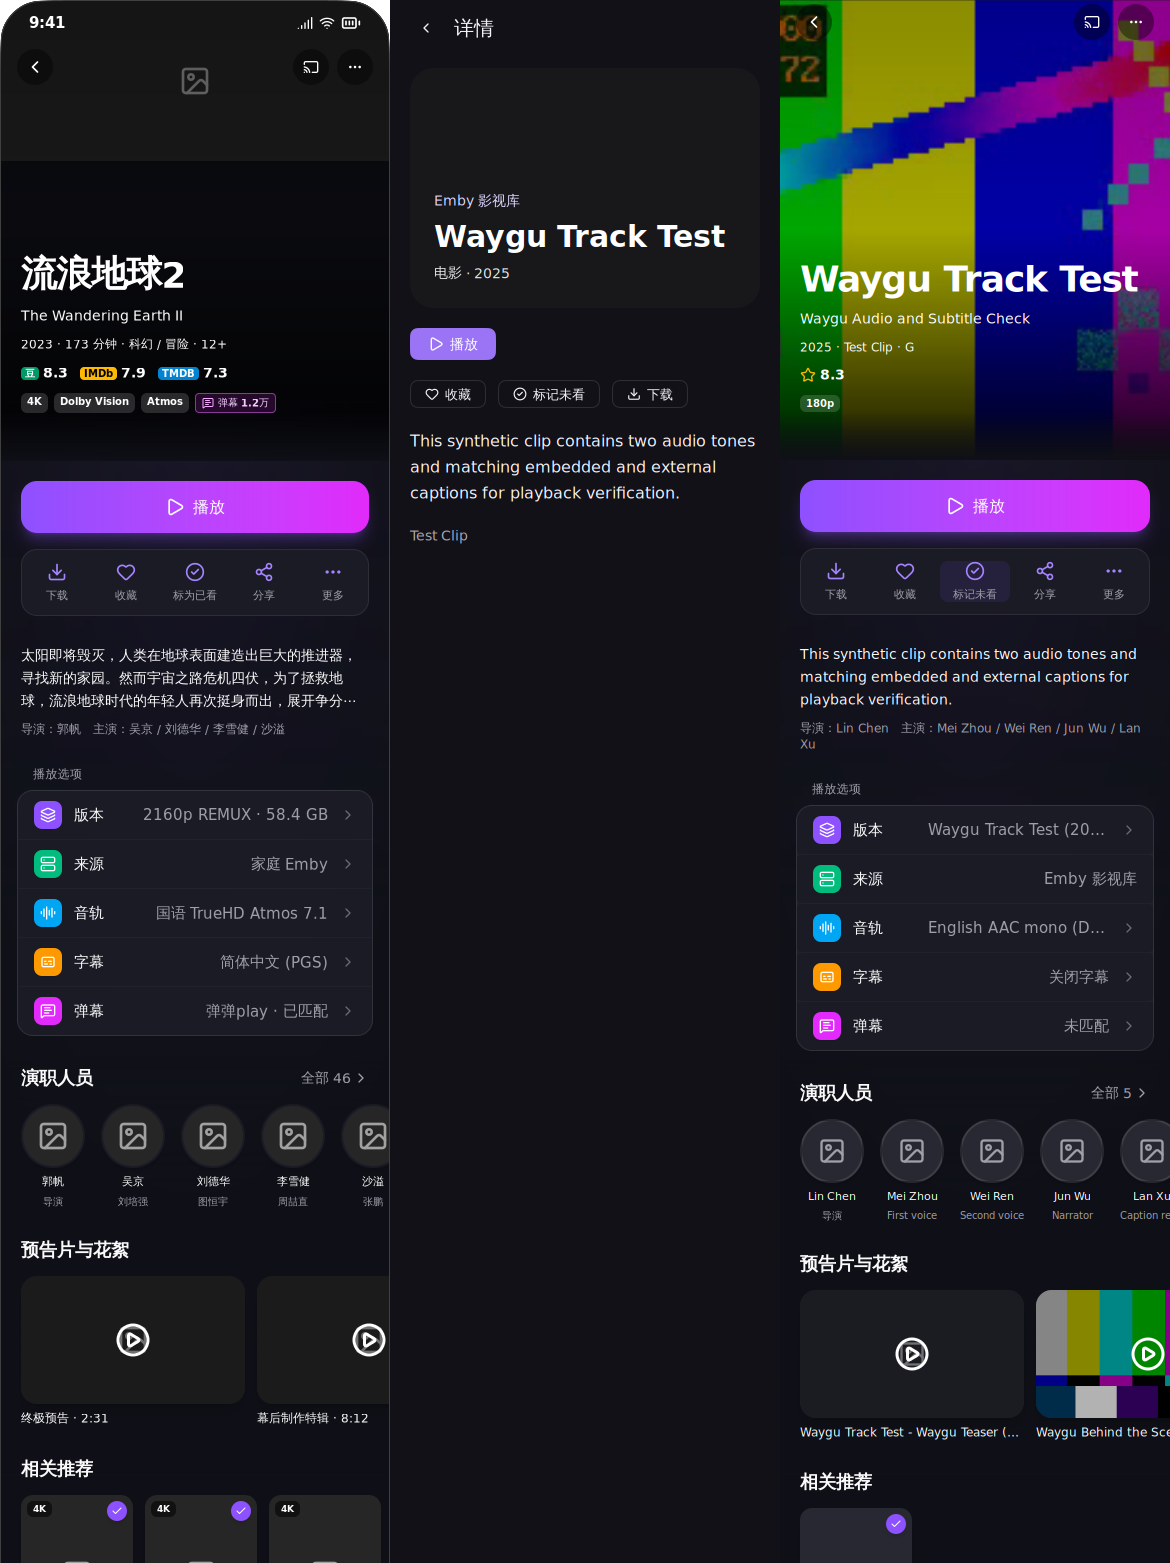 9:41
流浪地球2
The Wandering Earth II
2023 · 173 分钟 · 科幻 / 冒险 · 12+
豆 8.3 IMDb 7.9 TMDB 7.3
4K Dolby Vision Atmos 弹幕 1.2万
播放
下载 收藏 标为已看 分享 更多
太阳即将毁灭，人类在地球表面建造出巨大的推进器，
寻找新的家园。然而宇宙之路危机四伏，为了拯救地
球，流浪地球时代的年轻人再次挺身而出，展开争分…
导演：郭帆 主演：吴京 / 刘德华 / 李雪健 / 沙溢
播放选项
版本 2160p REMUX · 58.4 GB
来源 家庭 Emby
音轨 国语 TrueHD Atmos 7.1
字幕 简体中文 (PGS)
弹幕 弹弹play · 已匹配
演职人员 全部 46
郭帆 吴京 刘德华 李雪健 沙溢
导演 刘培强 图恒宇 周喆直 张鹏
预告片与花絮
终极预告 · 2:31 幕后制作特辑 · 8:12
相关推荐
4K 4K 4K
详情
Emby 影视库
Waygu Track Test
电影 · 2025
播放
收藏 标记未看 下载
This synthetic clip contains two audio tones
and matching embedded and external
captions for playback verification.
Test Clip
72
Waygu Track Test
Waygu Audio and Subtitle Check
2025 · Test Clip · G
8.3
180p
播放
下载 收藏 标记未看 分享 更多
This synthetic clip contains two audio tones and
matching embedded and external captions for
playback verification.
导演：Lin Chen 主演：Mei Zhou / Wei Ren / Jun Wu / Lan
Xu
播放选项
版本 Waygu Track Test (20…
来源 Emby 影视库
音轨 English AAC mono (D…
字幕 关闭字幕
弹幕 未匹配
演职人员 全部 5
Lin Chen Mei Zhou Wei Ren Jun Wu Lan Xu
导演 First voice Second voice Narrator Caption re
预告片与花絮
Waygu Track Test - Waygu Teaser (… Waygu Behind the Sce
相关推荐